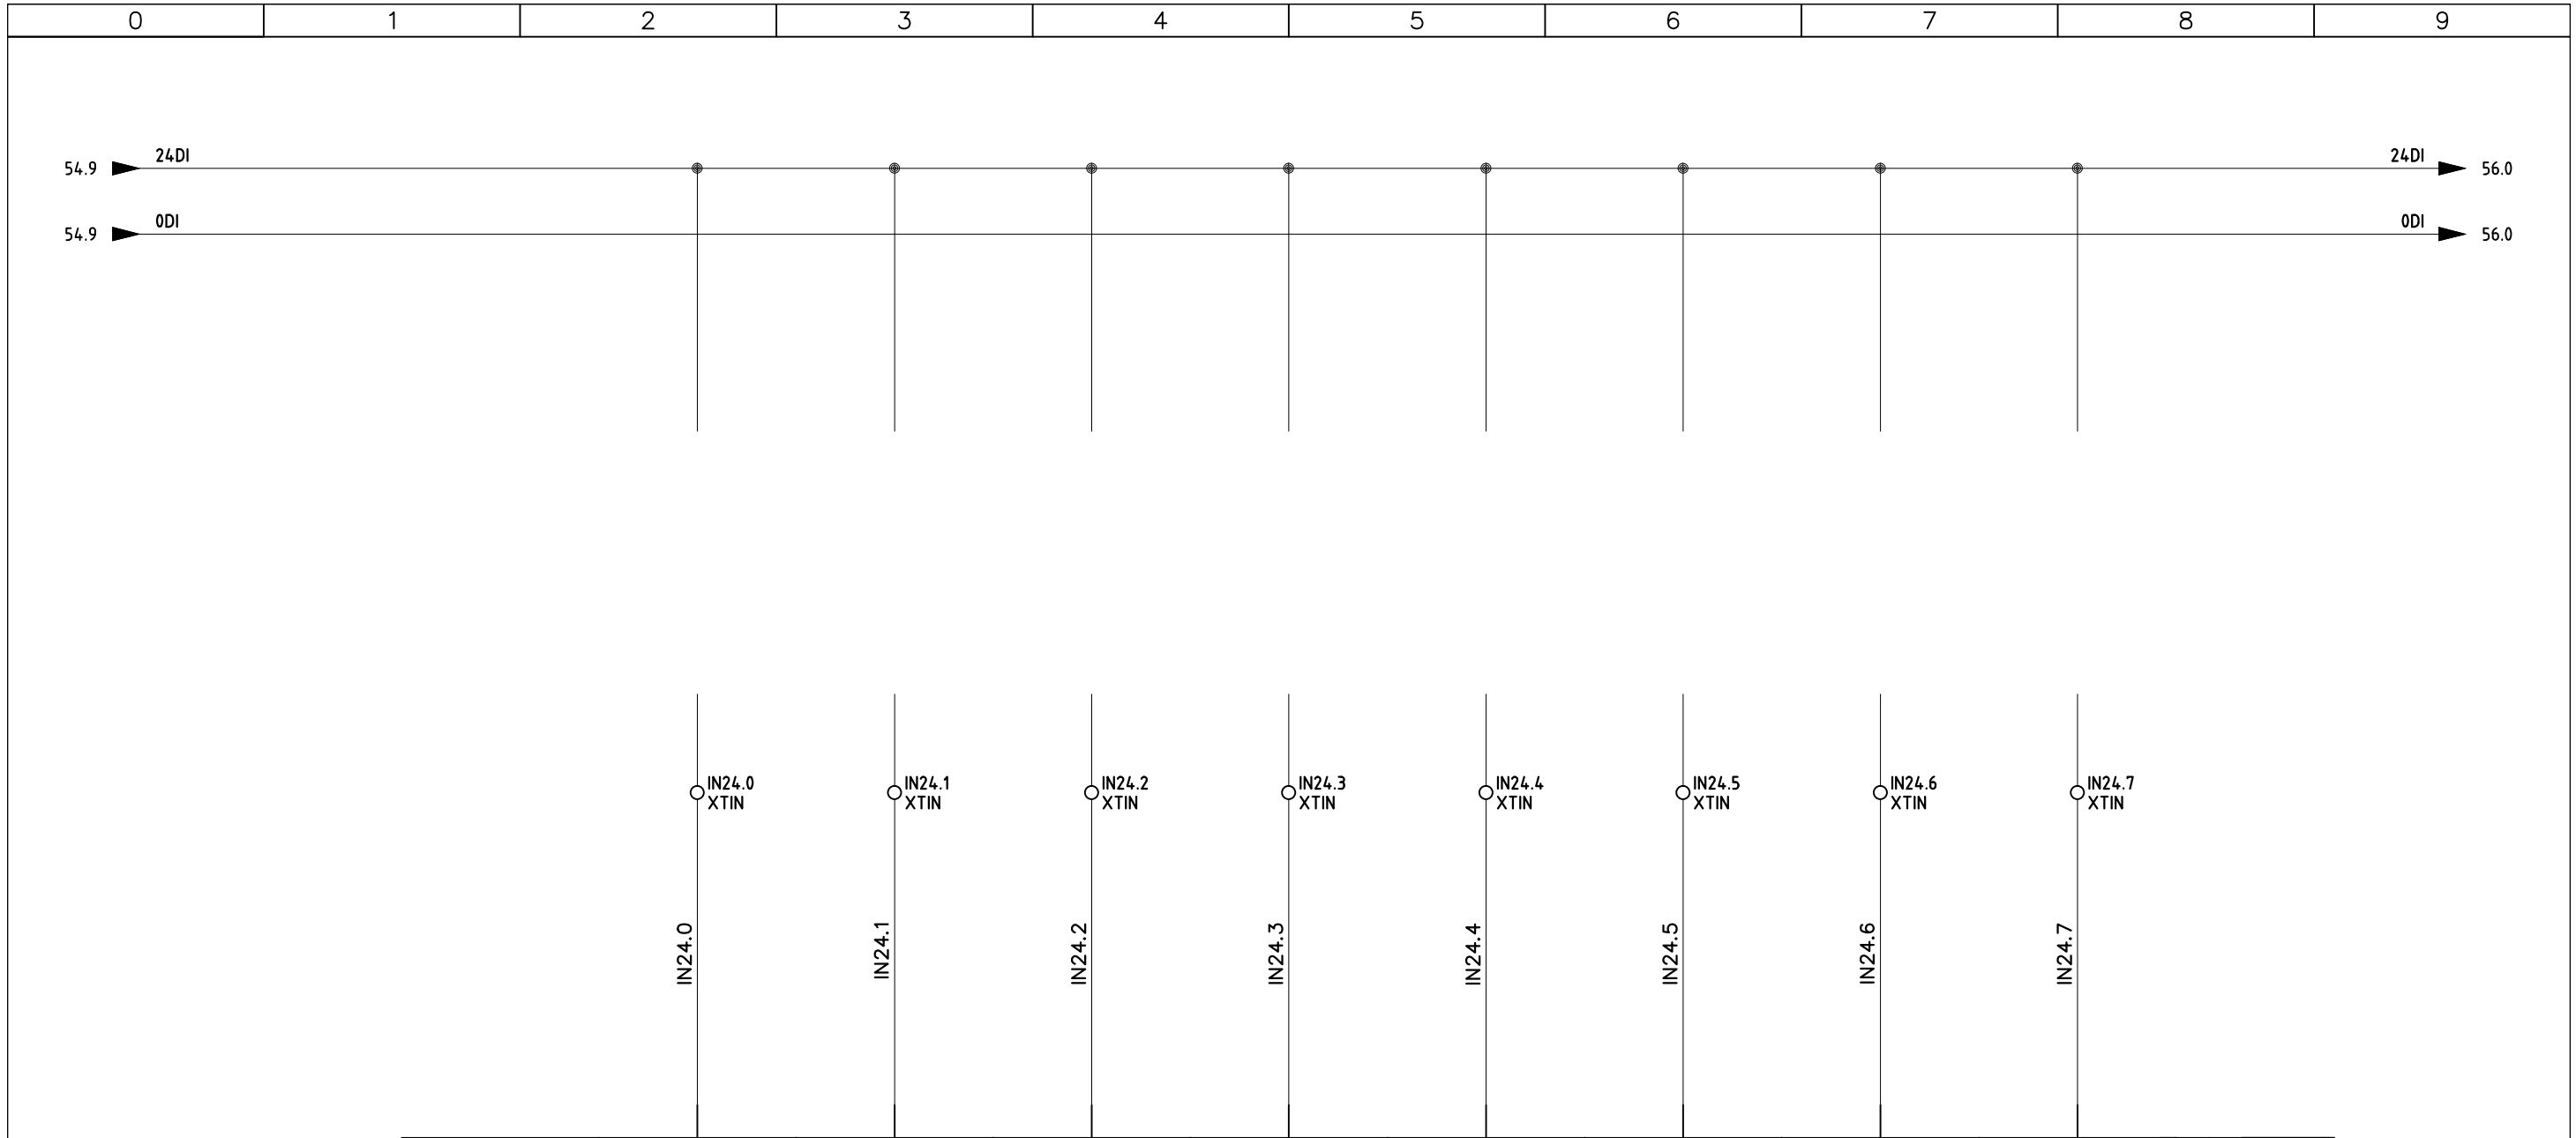 0 1 2 3 4 5 6 7 8 9
24DI 24DI
54.9 56.0
0DI 0DI
54.9 56.0
IN24.0 IN24.1 IN24.2 IN24.3 IN24.4 IN24.5 IN24.6 IN24.7
XTIN XTIN XTIN XTIN XTIN XTIN XTIN XTIN
IN24.0 IN24.1 IN24.2 IN24.3 IN24.4 IN24.5 IN24.6 IN24.7